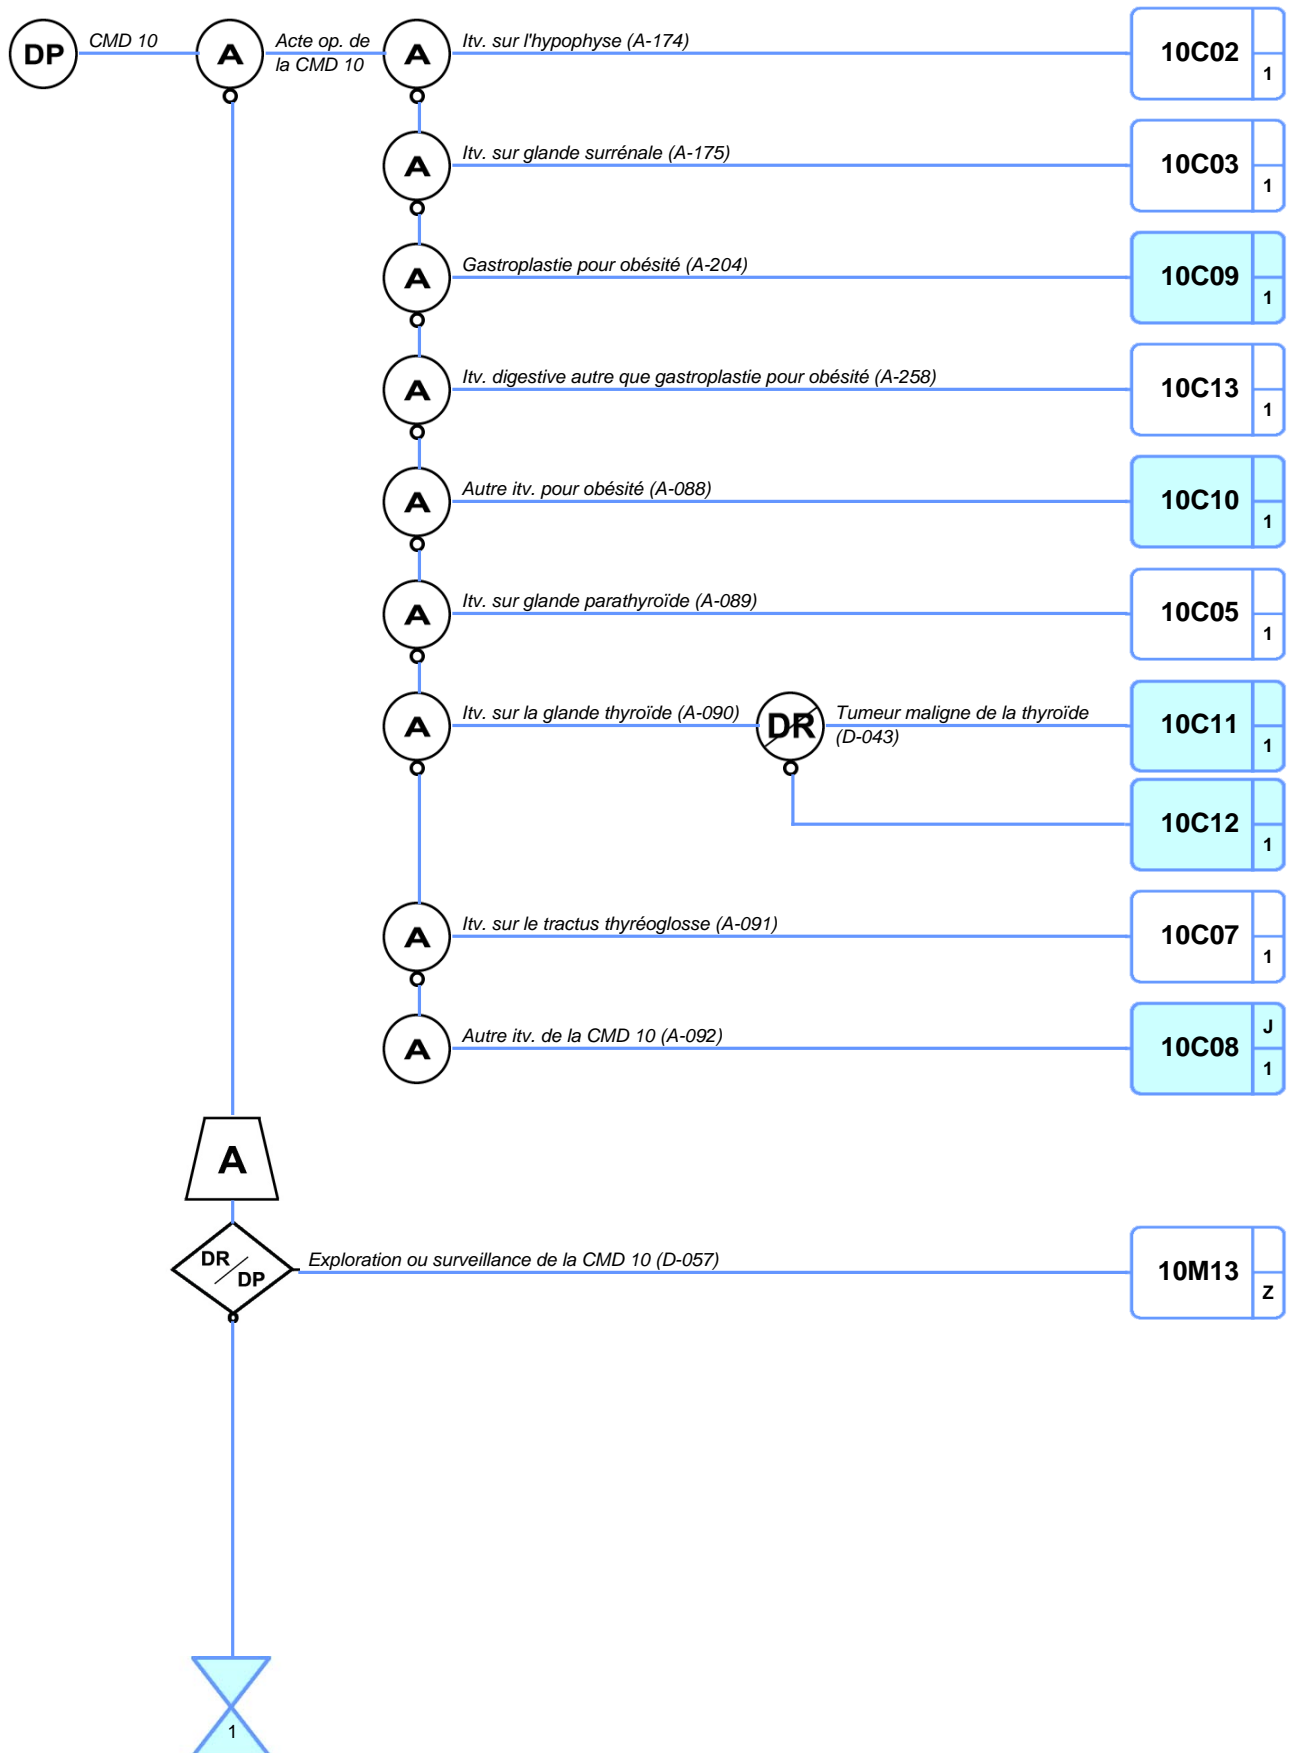 DP
CMD 10
A
Acte op. de
la CMD 10
A
Itv. sur l'hypophyse (A-174)
10C02
1
A
Itv. sur glande surrénale (A-175)
10C03
1
A
Gastroplastie pour obésité (A-204)
10C09
1
A
Itv. digestive autre que gastroplastie pour obésité (A-258)
10C13
1
A
Autre itv. pour obésité (A-088)
10C10
1
A
Itv. sur glande parathyroïde (A-089)
10C05
1
A
Itv. sur la glande thyroïde (A-090)
DR
Tumeur maligne de la thyroïde
(D-043)
10C11
1
10C12
1
A
Itv. sur le tractus thyréoglosse (A-091)
10C07
1
A
Autre itv. de la CMD 10 (A-092)
10C08
J
1
A
DR
DP
Exploration ou surveillance de la CMD 10 (D-057)
10M13
Z
1